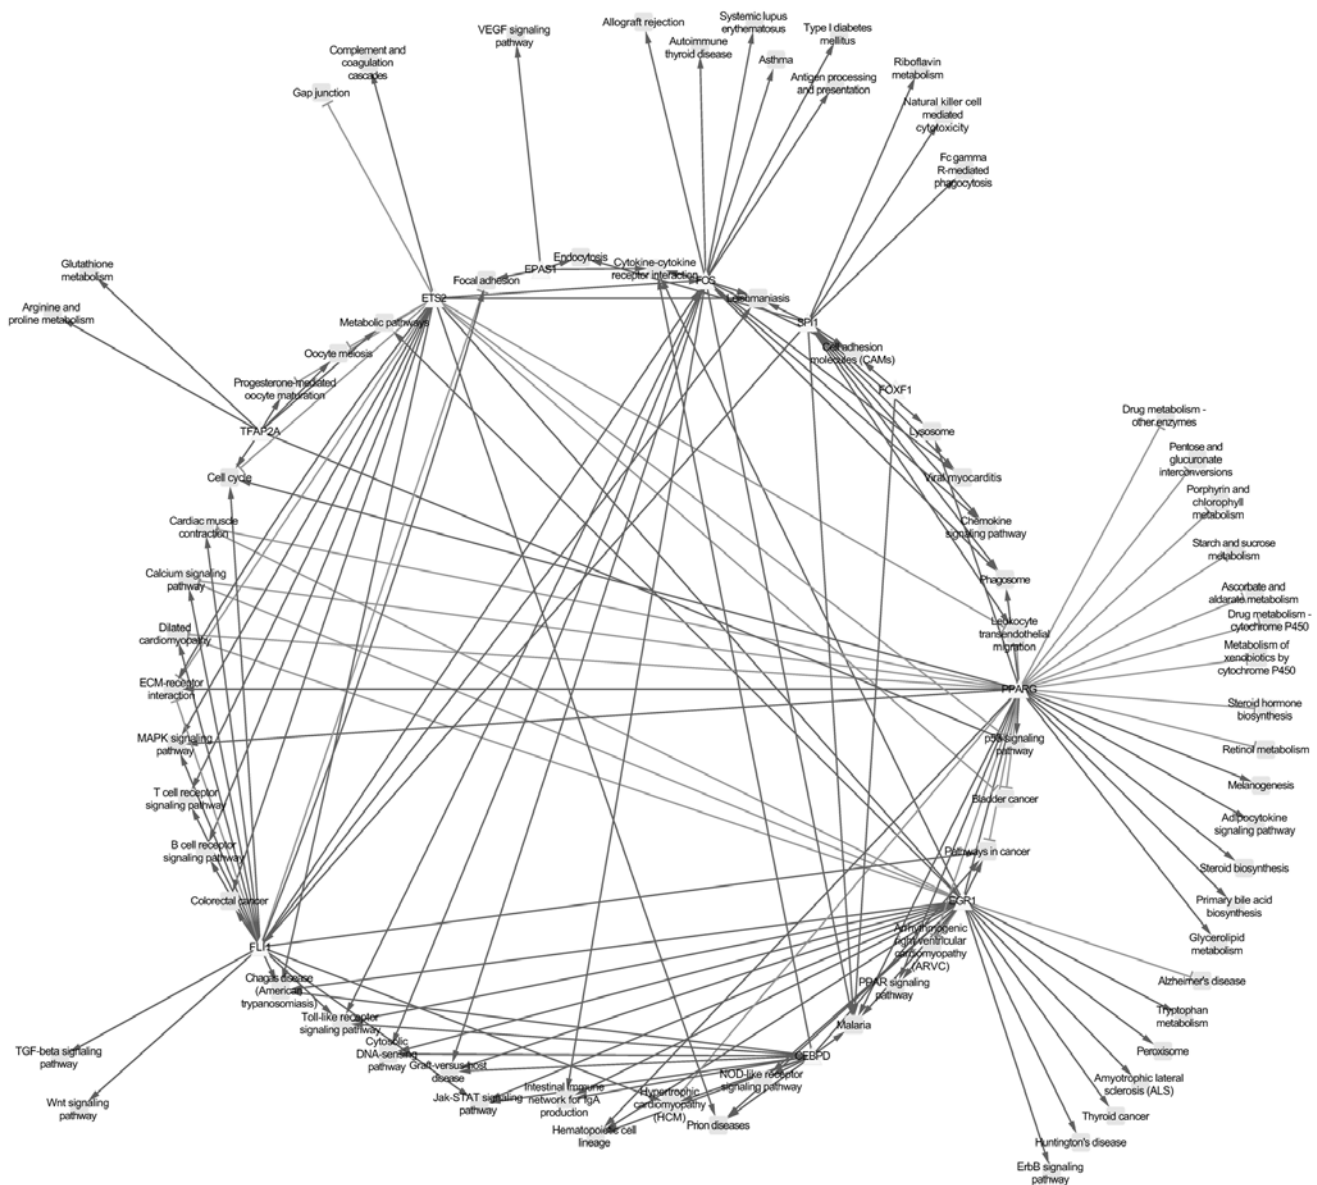 VEGF signaling
pathway
Allograft rejection
Systemic lupus
erythematosus
Autoimmune
thyroid disease
Type I diabetes
mellitus
Asthma
Antigen processing
and presentation
Complement and
coagulation
cascades
Gap junction
Riboflavin
metabolism
Natural killer cell
mediated
cytotoxicity
Fc gamma
R-mediated
phagocytosis
Glutathione
metabolism
Arginine and
proline metabolism
Endocytosis
EPAS1
Cytokine-cytokine
receptor interaction
FOS
Focal adhesion
ETS2
Leishmaniasis
SPI1
Metabolic pathways
Oocyte meiosis
Cell adhesion
molecules (CAMs)
Progesterone-mediated
oocyte maturation
FOXF1
TFAP2A
Lysosome
Cell cycle
Viral myocarditis
Cardiac muscle
contraction
Chemokine
signaling pathway
Calcium signaling
pathway
Phagosome
Dilated
cardiomyopathy
Leukocyte
transendothelial
migration
ECM-receptor
interaction
PPARG
MAPK signaling
pathway
p53 signaling
pathway
T cell receptor
signaling pathway
Bladder cancer
B cell receptor
signaling pathway
Pathways in cancer
Colorectal cancer
EGR1
FLI1
Arrhythmogenic
right ventricular
cardiomyopathy
(ARVC)
Chagas disease
(American
trypanosomiasis)
PPAR signaling
pathway
Toll-like receptor
signaling pathway
Malaria
Cytosolic
DNA-sensing
pathway
Graft-versus-host
disease
CEBPD
NOD-like receptor
signaling pathway
Jak-STAT signaling
pathway
Intestinal immune
network for IgA
production
Hypertrophic
cardiomyopathy
(HCM)
Hematopoietic cell
lineage
Prion diseases
Drug metabolism -
other enzymes
Pentose and
glucuronate
interconversions
Porphyrin and
chlorophyll
metabolism
Starch and sucrose
metabolism
Ascorbate and
aldarate metabolism
Drug metabolism -
cytochrome P450
Metabolism of
xenobiotics by
cytochrome P450
Steroid hormone
biosynthesis
Retinol metabolism
Melanogenesis
Adipocytokine
signaling pathway
Steroid biosynthesis
Primary bile acid
biosynthesis
Glycerolipid
metabolism
Alzheimer's disease
Tryptophan
metabolism
Peroxisome
Amyotrophic lateral
sclerosis (ALS)
Thyroid cancer
Huntington's disease
ErbB signaling
pathway
TGF-beta signaling
pathway
Wnt signaling
pathway